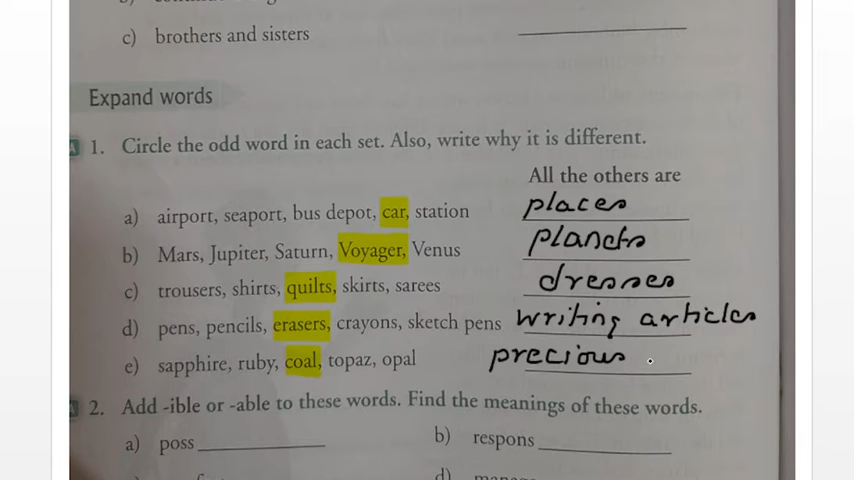 c) brothers and sisters
Expand words
A 1. Circle the odd word in each set. Also, write why it is different.
All the others are
a) airport, seaport, bus depot, car, station places
b) Mars, Jupiter, Saturn, Voyager, Venus planets
c) trousers, shirts, quilts, skirts, sarees dresses
d) pens, pencils, erasers, crayons, sketch pens writing articles
e) sapphire, ruby, coal, topaz, opal precious
2. Add -ible or -able to these words. Find the meanings of these words.
a) poss b) respons
d)